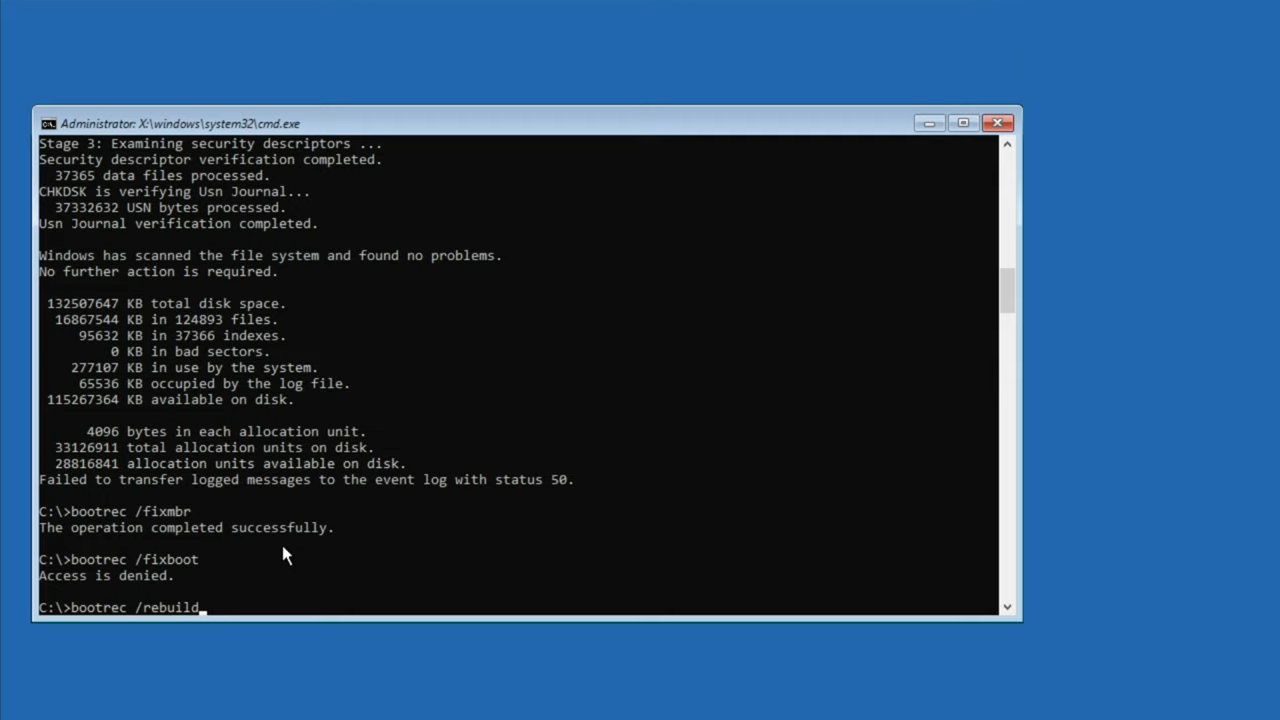 Administrator: X:\windows\system32\cmd.exe
Stage 3: Examining security descriptors ...
Security descriptor verification completed.
37365 data files processed.
CHKDSK is verifying Usn Journal...
37332632 USN bytes processed.
Usn Journal verification completed.
Windows has scanned the file system and found no problems.
No further action is required.
132507647 KB total disk space.
16867544 KB in 124893 files.
95632 KB in 37366 indexes.
0 KB in bad sectors.
277107 KB in use by the system.
65536 KB occupied by the log file.
115267364 KB available on disk.
4096 bytes in each allocation unit.
33126911 total allocation units on disk.
28816841 allocation units available on disk.
Failed to transfer logged messages to the event log with status 50.
C:\>bootrec /fixmbr
The operation completed successfully.
C:\>bootrec /fixboot
Access is denied.
C:\>bootrec /rebuild